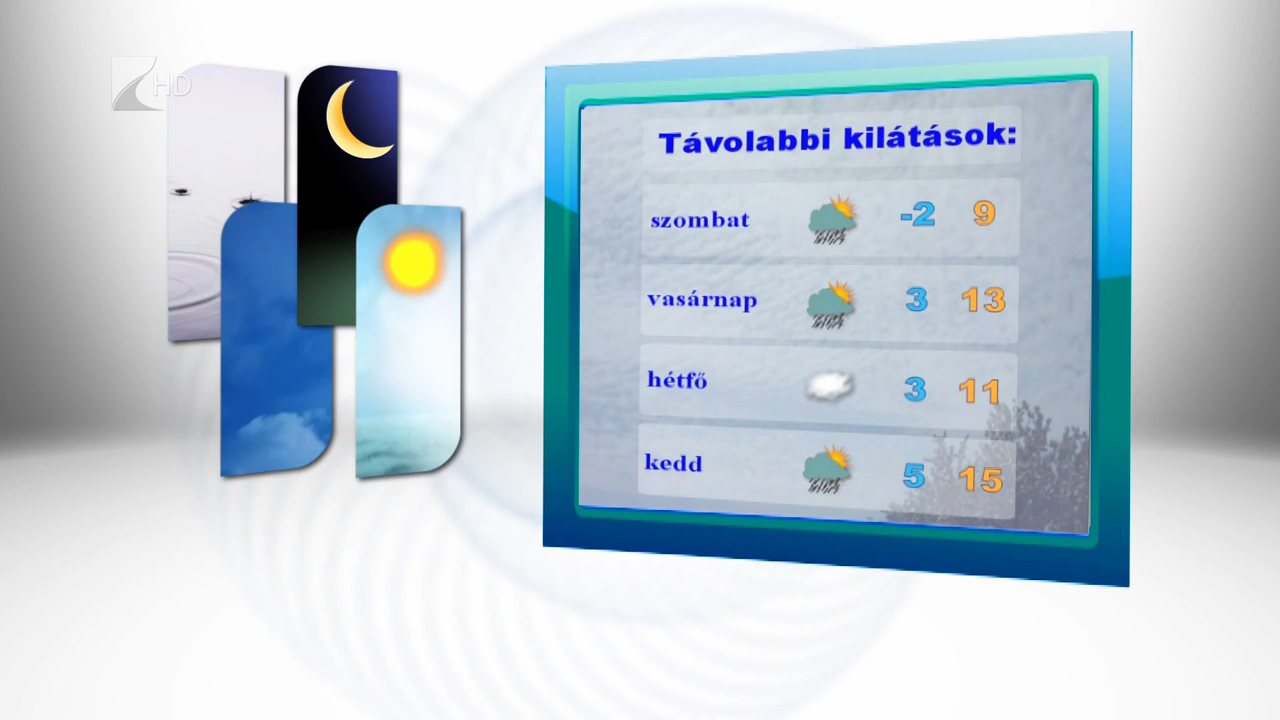 HD
Távolabbi kilátások:
szombat -2 9
vasárnap 3 13
hétfő 3 11
kedd 5 15